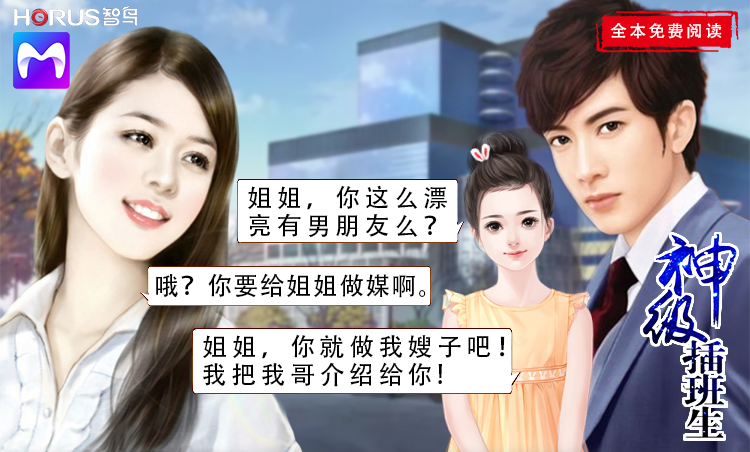 HORUS智鸟
全本免费阅读
姐姐，你这么漂
亮有男朋友么？
哦？你要给姐姐做媒啊。
姐姐，你就做我嫂子吧！
我把我哥介绍给你！
神级
插班生